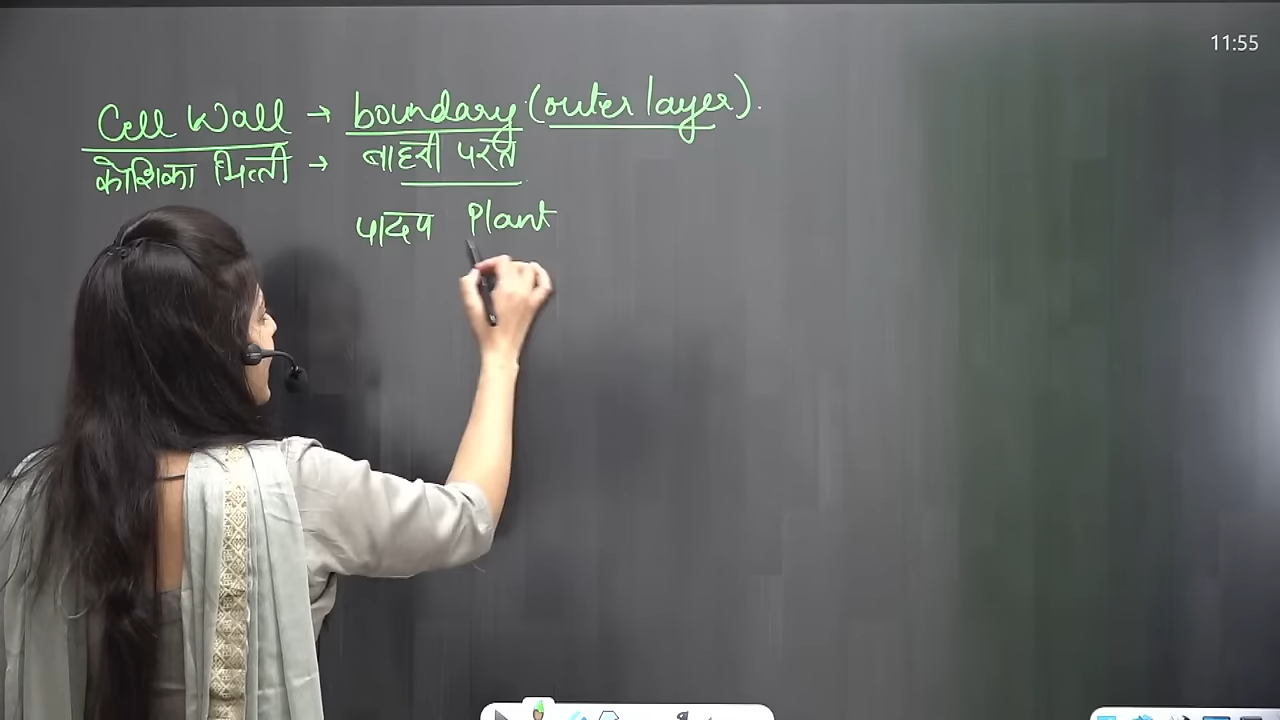 11:55
Cell Wall → boundary (outer layer).
कोशिका भित्ती → बाहरी परत
पादप Plant